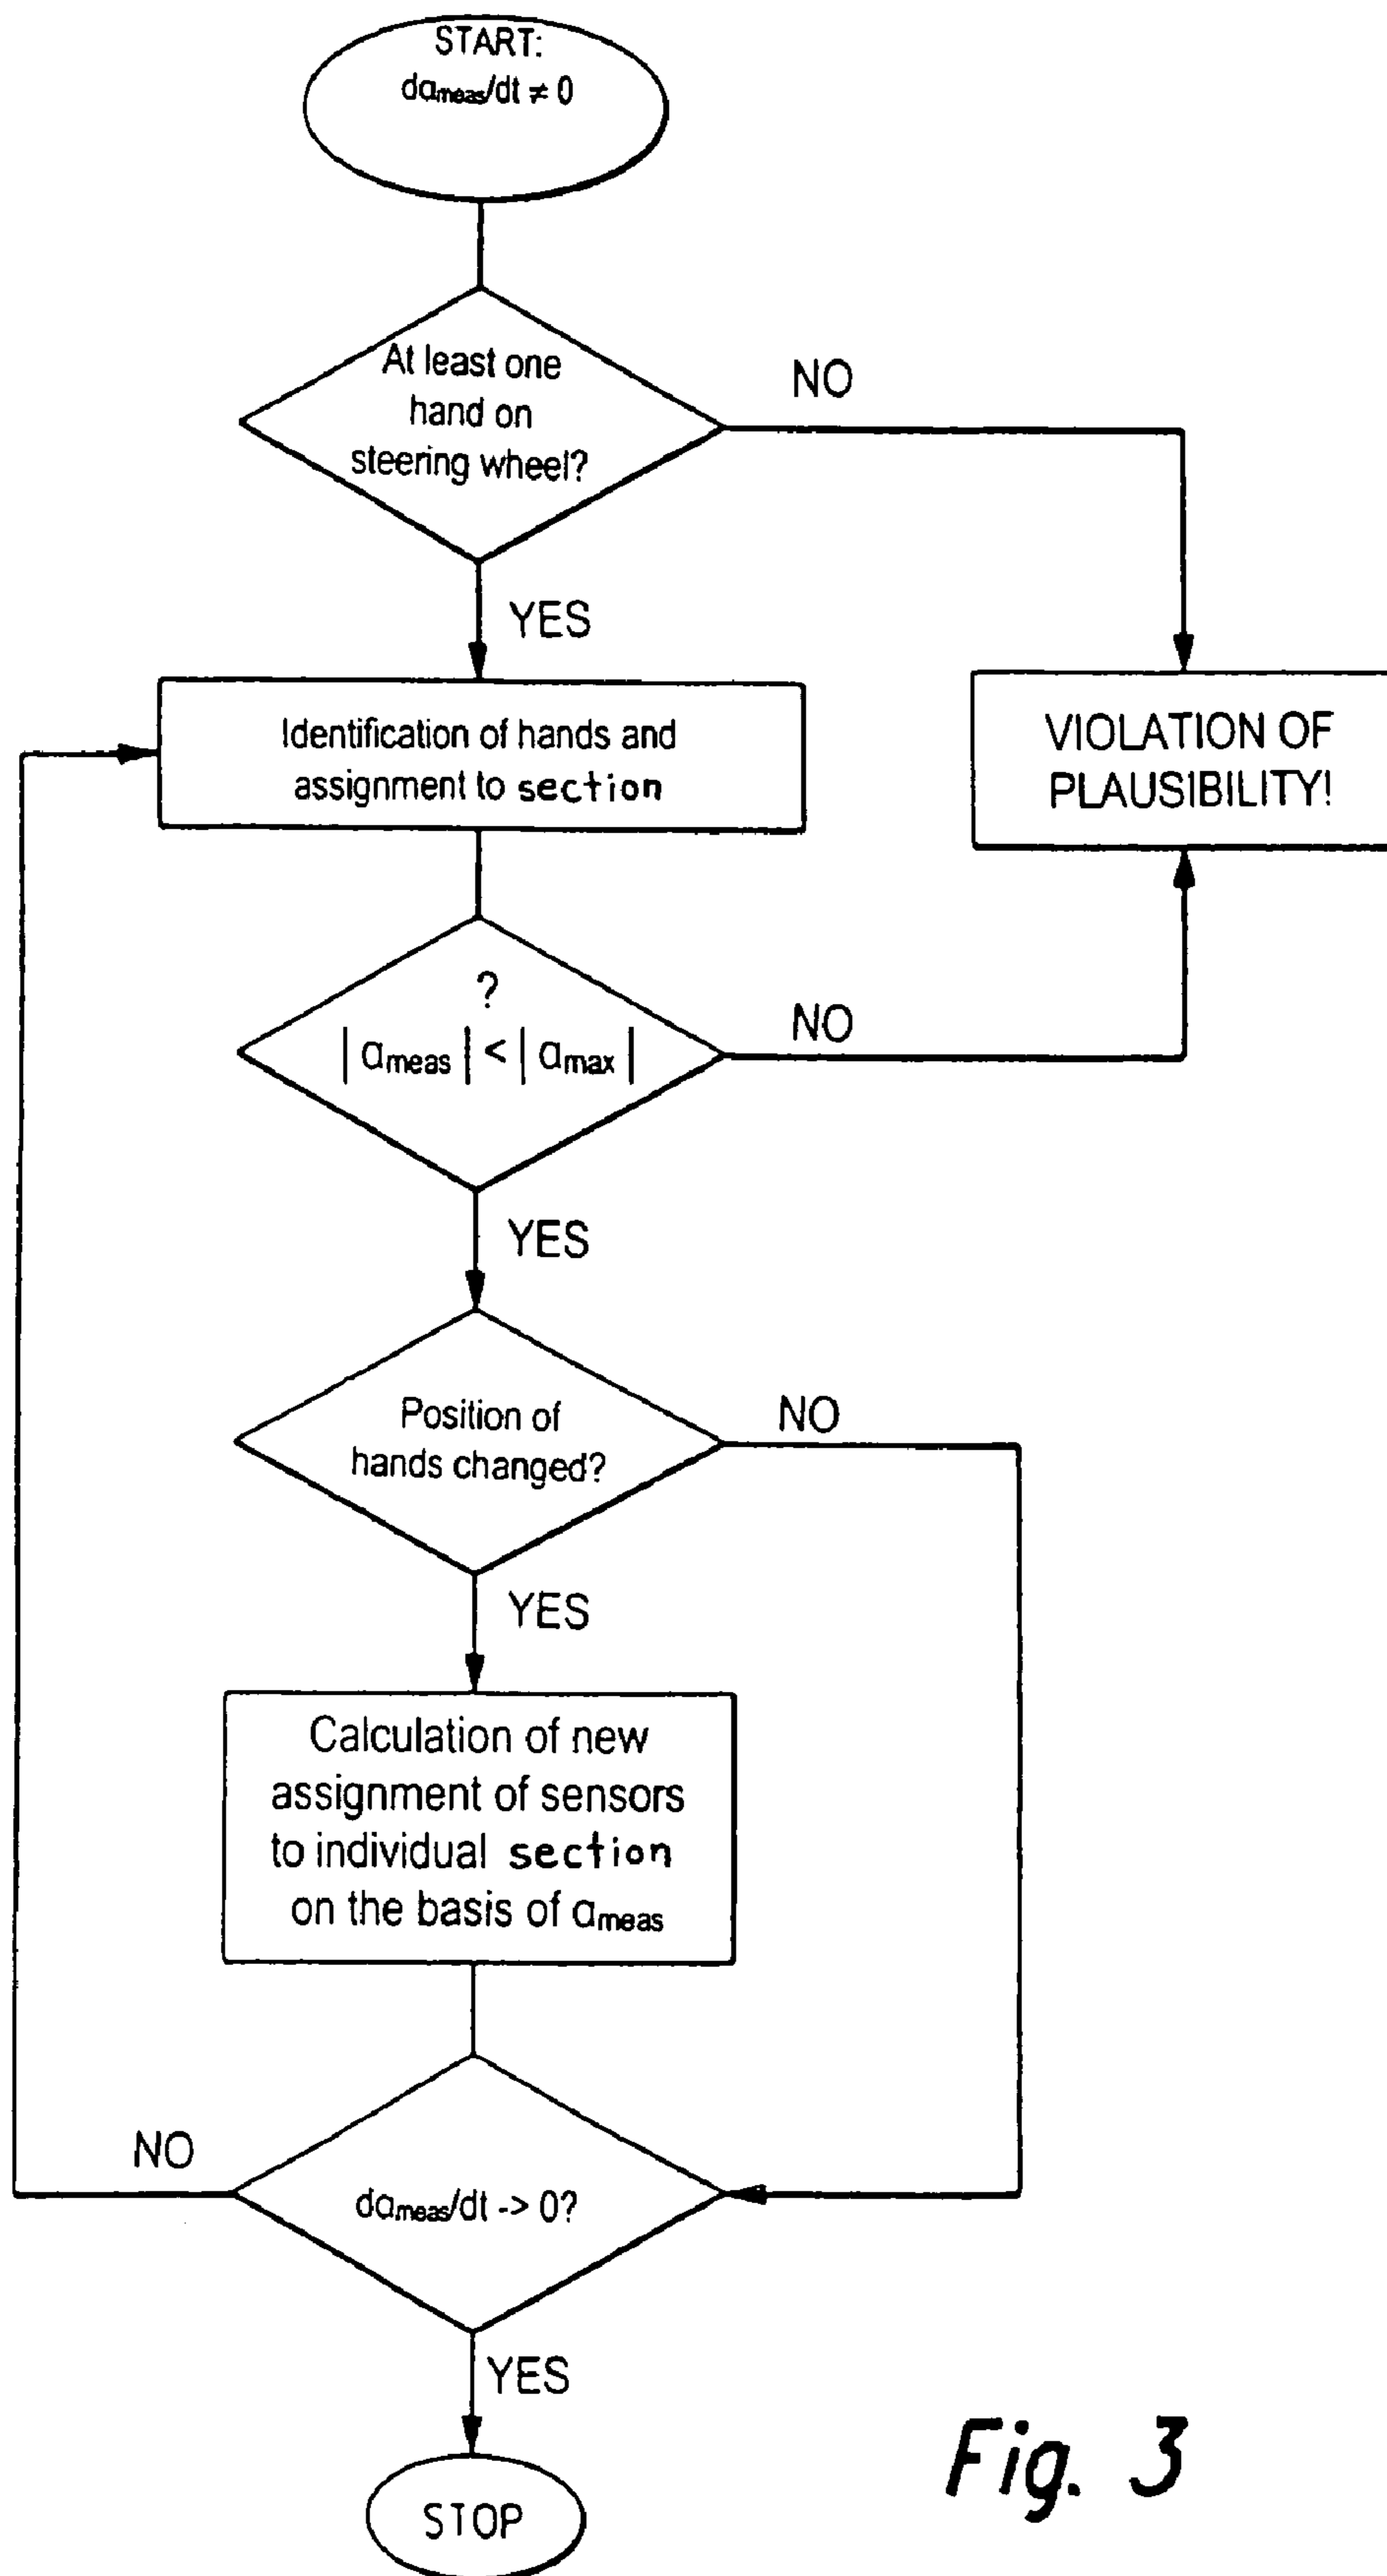 START:
dαmeas/dt ≠ 0
At least one
hand on
steering wheel?
NO
YES
Identification of hands and
assignment to section
VIOLATION OF
PLAUSIBILITY!
?
|αmeas| < |αmax|
NO
YES
Position of
hands changed?
NO
YES
Calculation of new
assignment of sensors
to individual section
on the basis of αmeas
NO
dαmeas/dt -> 0?
YES
STOP
Fig. 3